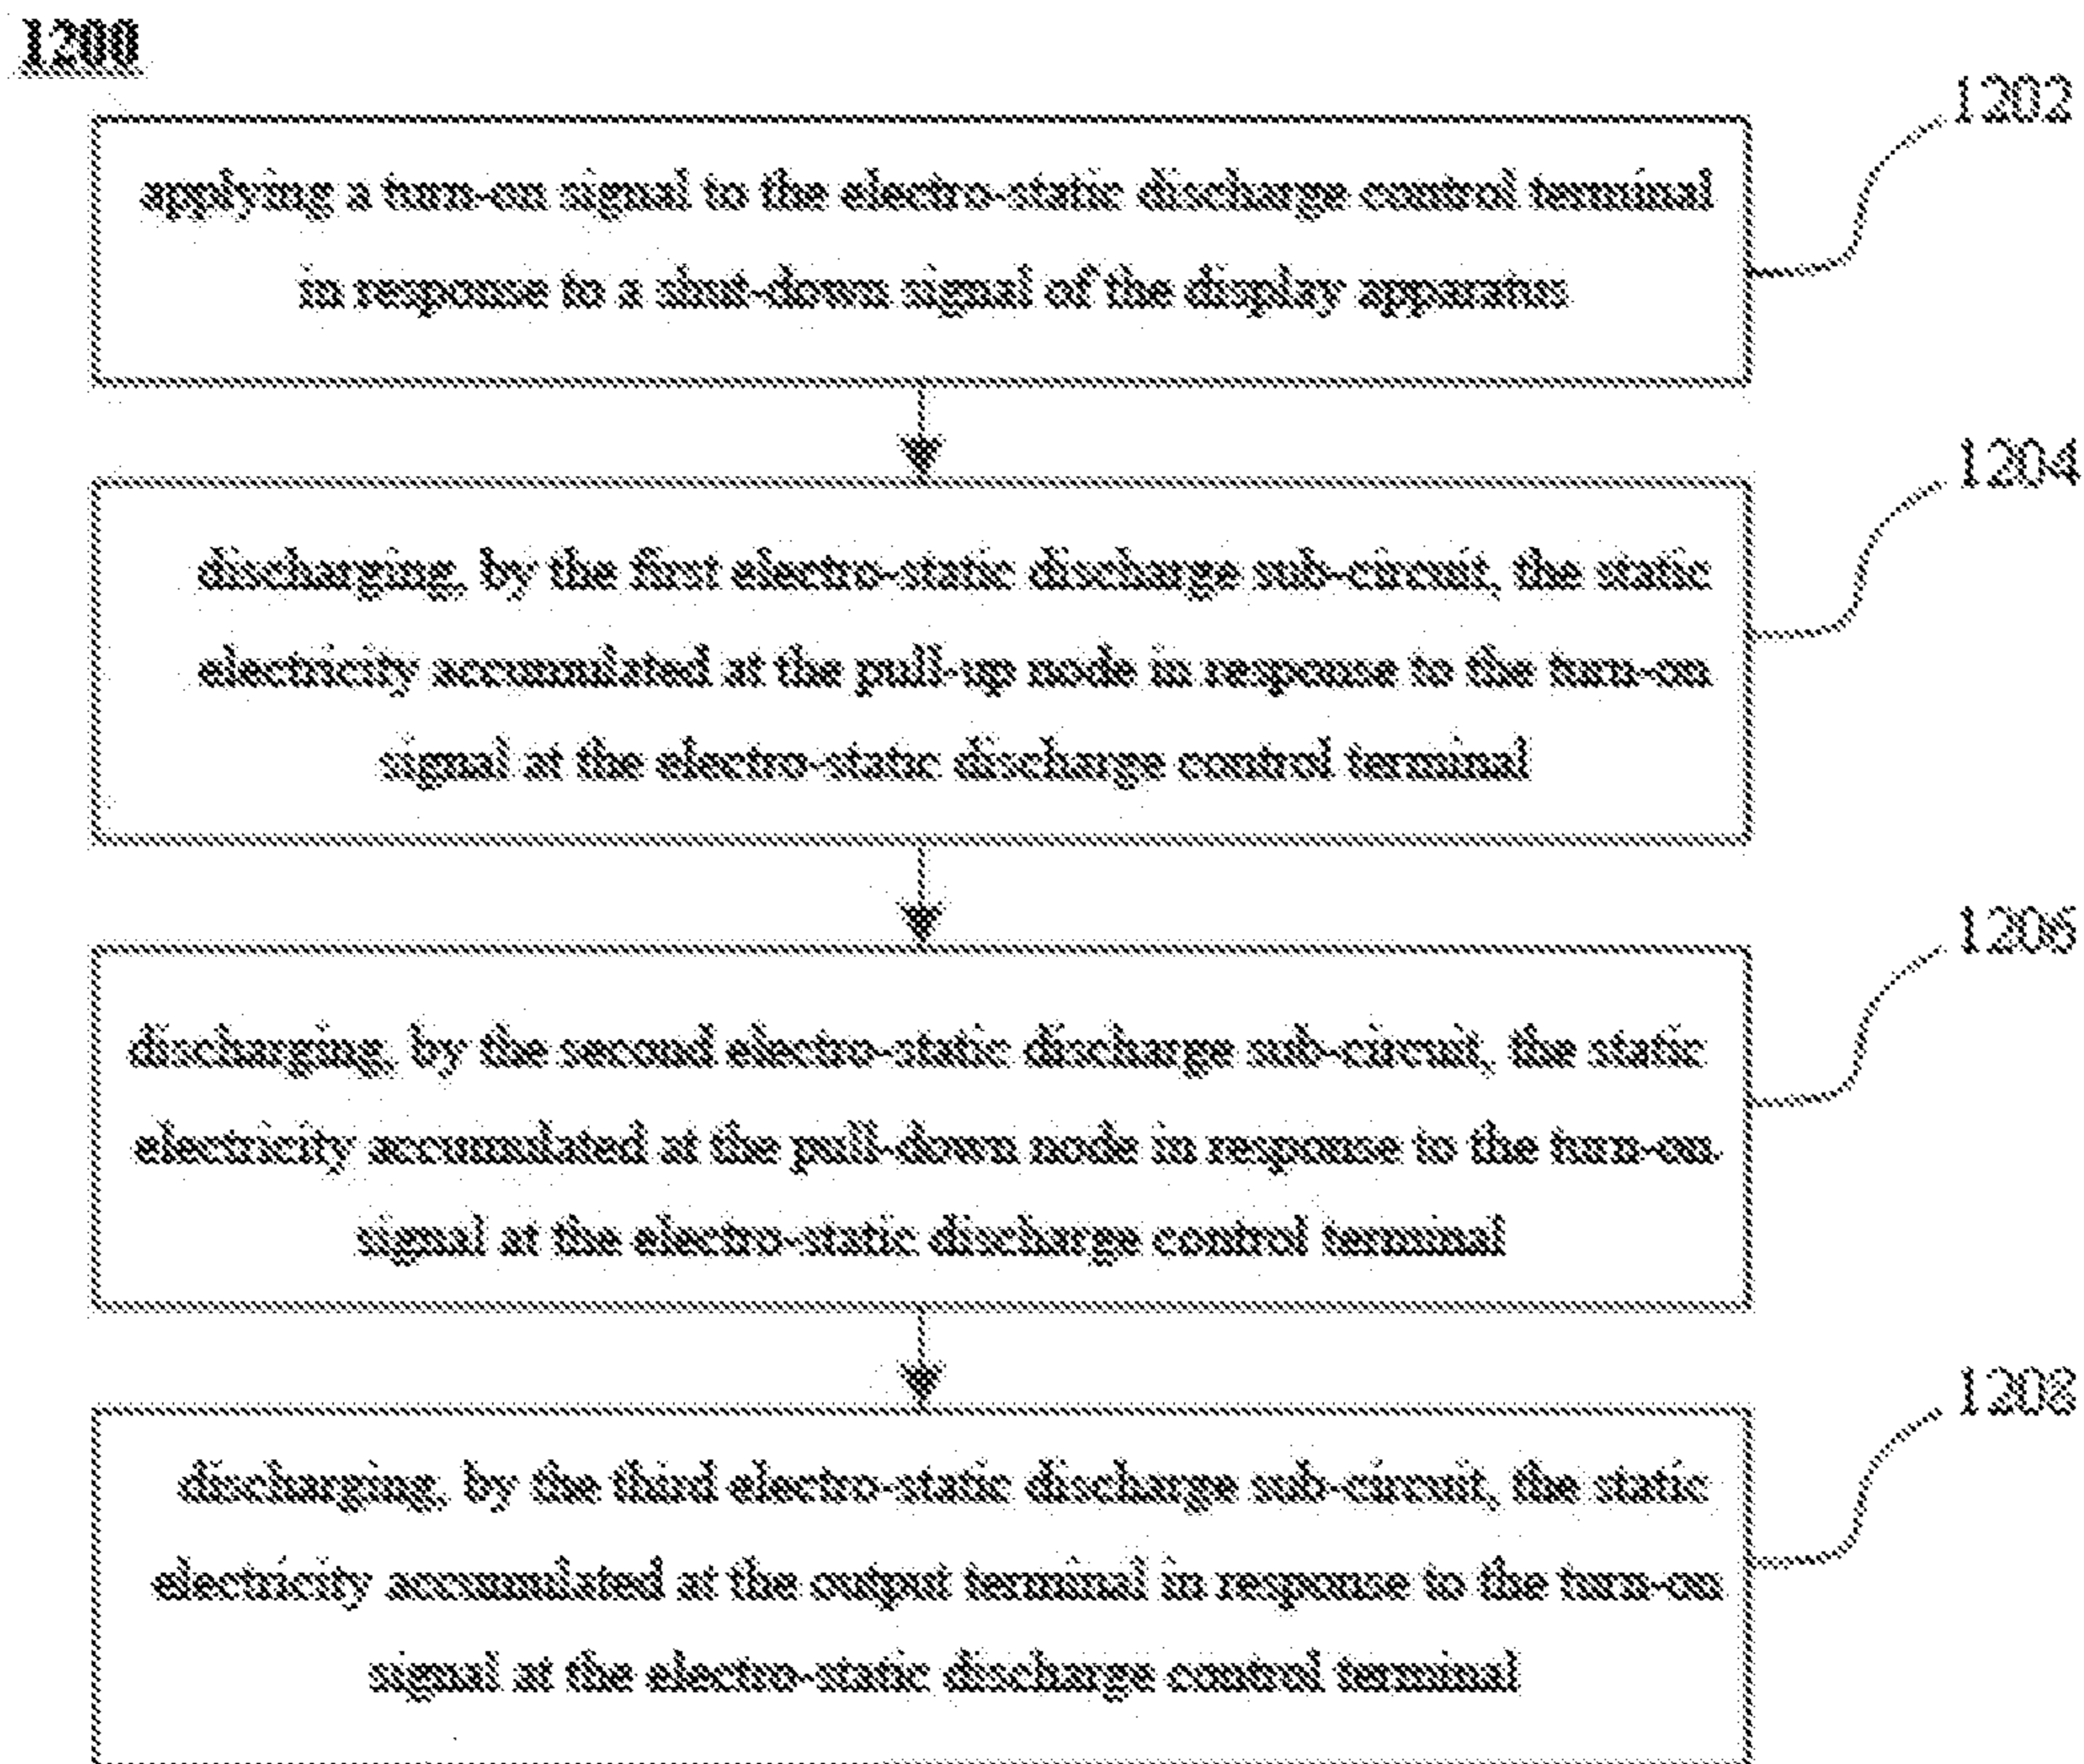 1200
1202
applying a turn-on signal to the electro-static discharge control terminal
in response to a shut-down signal of the display apparatus
1204
discharging, by the first electro-static discharge sub-circuit, the static
electricity accumulated at the pull-up node in response to the turn-on
signal at the electro-static discharge control terminal
1206
discharging, by the second electro-static discharge sub-circuit, the static
electricity accumulated at the pull-down node in response to the turn-on
signal at the electro-static discharge control terminal
1208
discharging, by the third electro-static discharge sub-circuit, the static
electricity accumulated at the output terminal in response to the turn-on
signal at the electro-static discharge control terminal